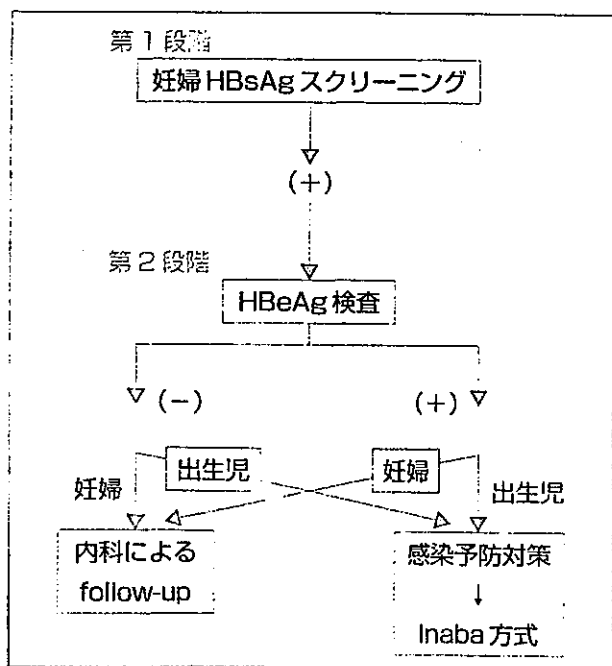 第1段階
妊婦HBsAgスクリーニング
(+)
第2段階
HBeAg検査
(-)
(+)
出生児
妊婦
妊婦
出生児
内科による
follow-up
感染予防対策
Inaba方式